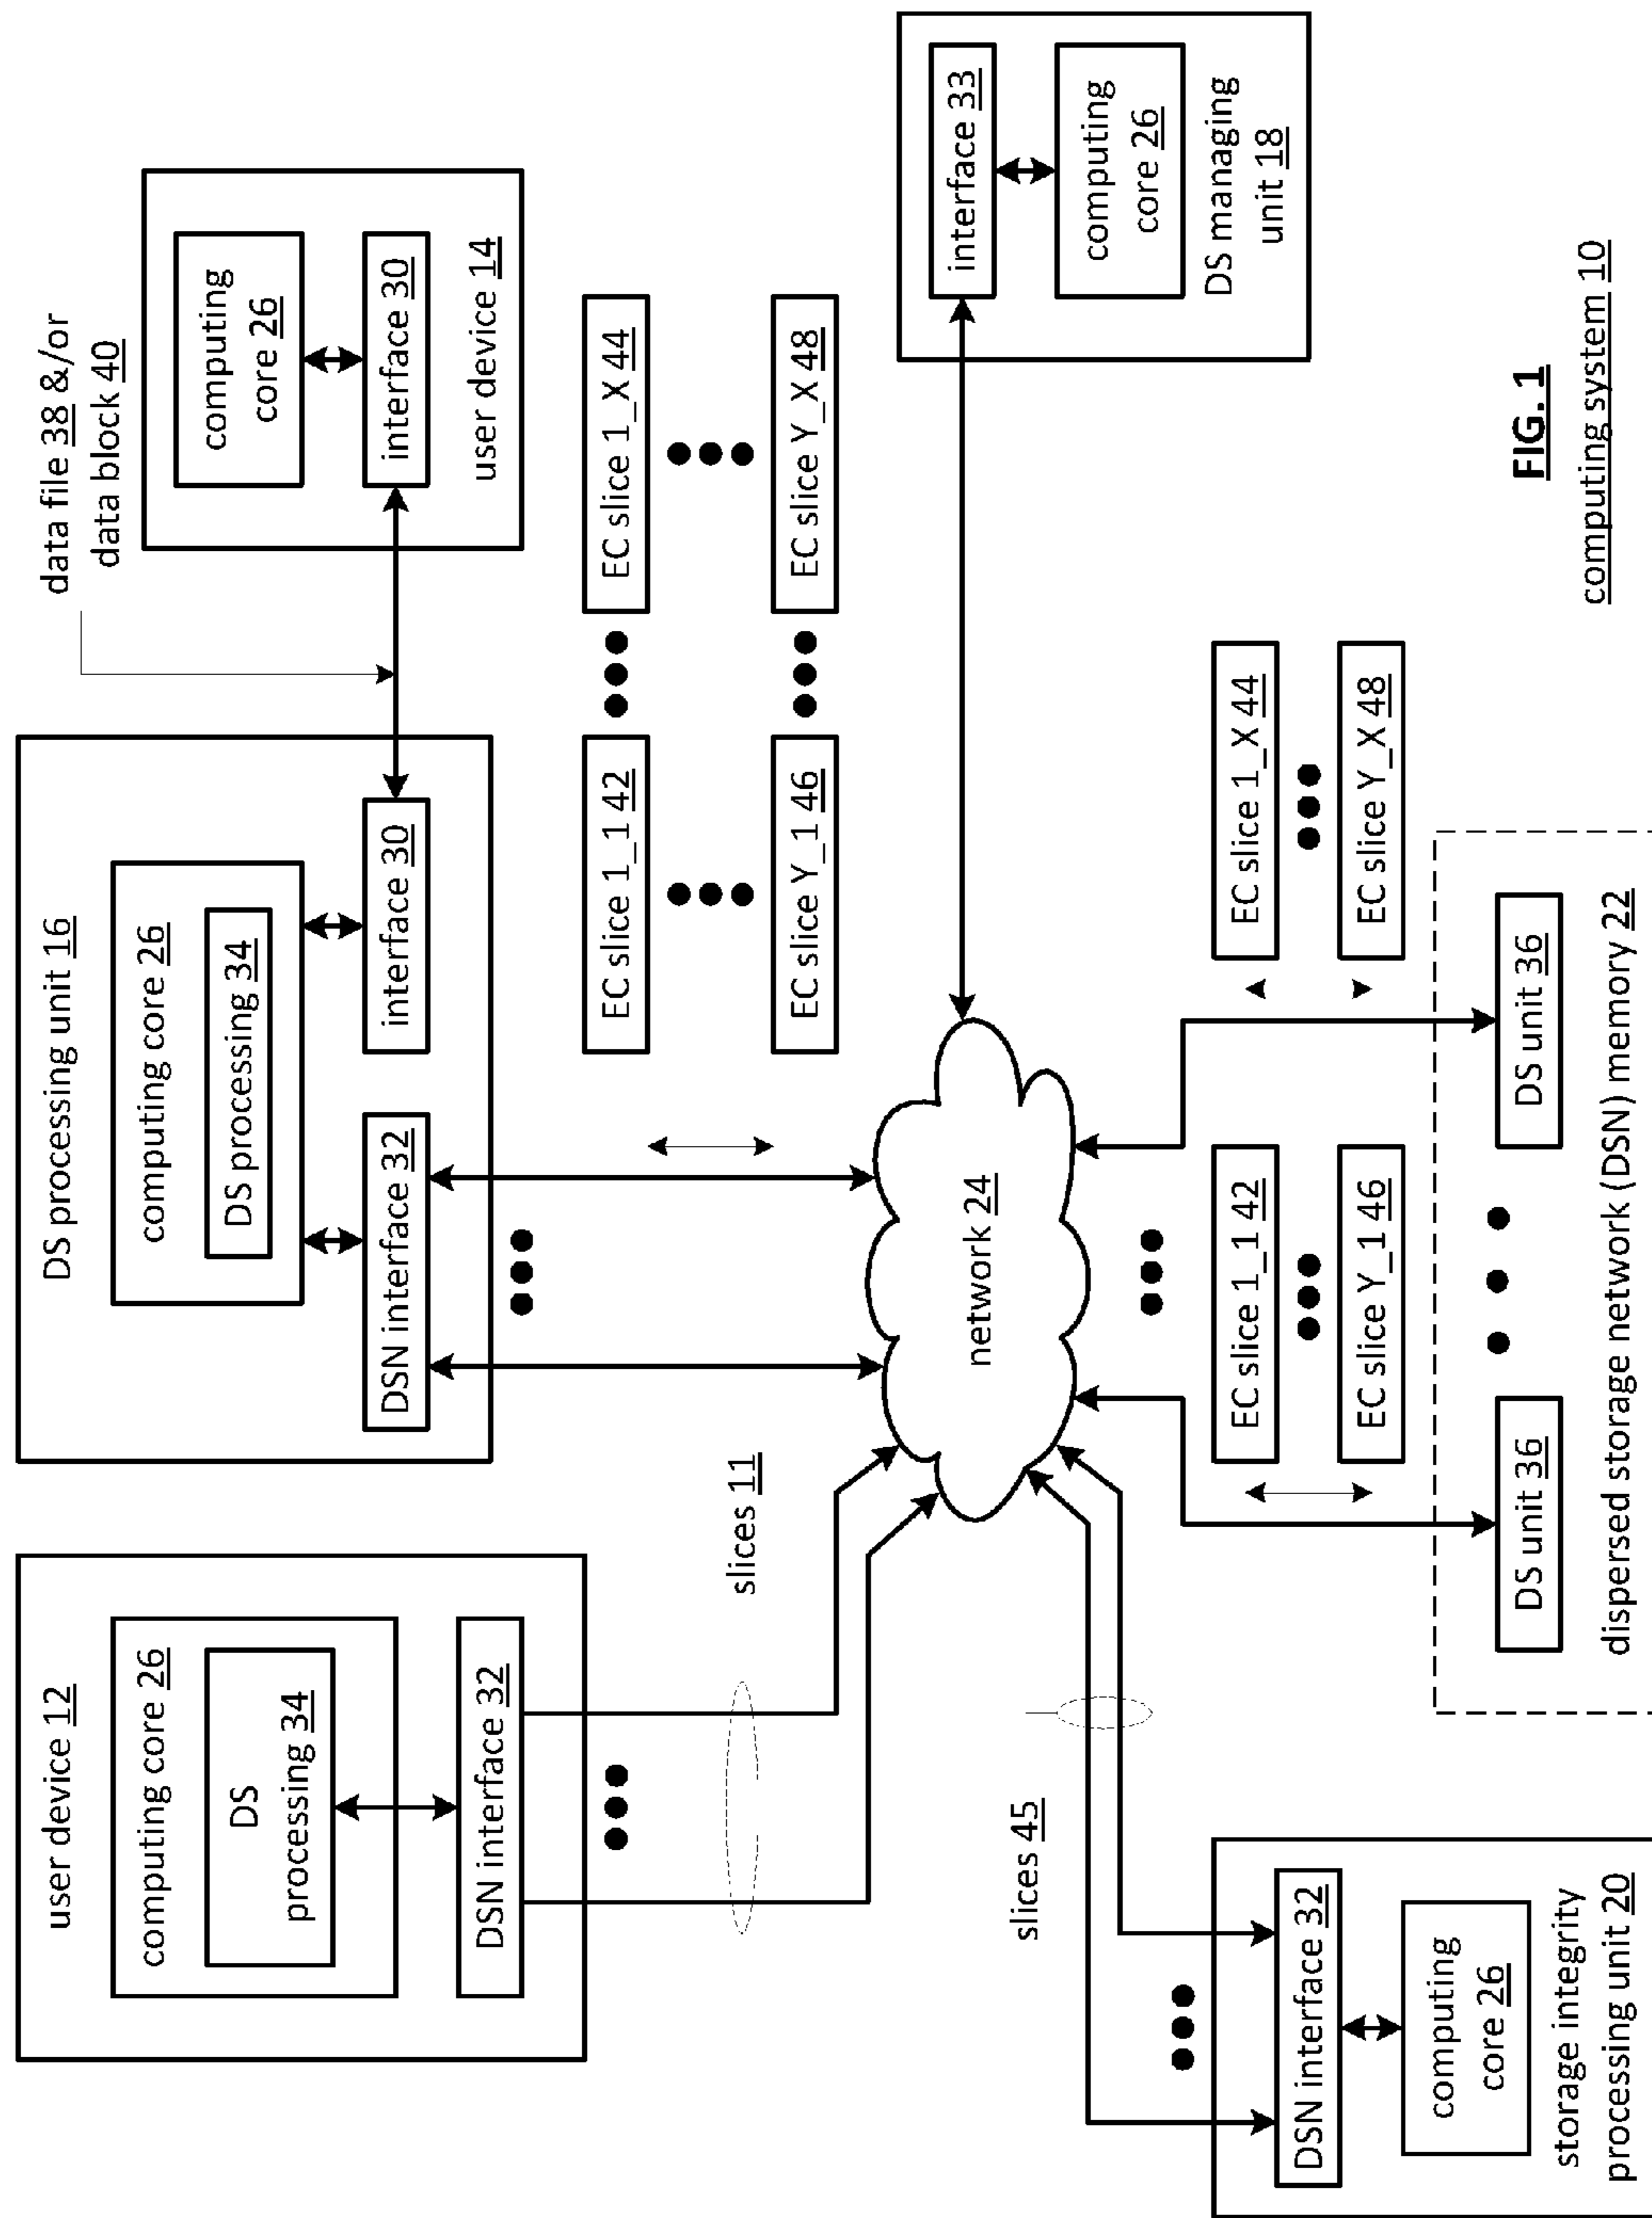 user device 12
computing core 26
DS
processing 34
DSN interface 32
DS processing unit 16
computing core 26
DS processing 34
DSN interface 32
interface 30
data file 38 &/or
data block 40
computing
core 26
interface 30
user device 14
slices 11
EC slice 1_1 42
EC slice 1_X 44
EC slice Y_1 46
EC slice Y_X 48
network 24
interface 33
computing
core 26
DS managing
unit 18
slices 45
DSN interface 32
computing
core 26
storage integrity
processing unit 20
EC slice 1_1 42
EC slice Y_1 46
EC slice 1_X 44
EC slice Y_X 48
DS unit 36
DS unit 36
dispersed storage network (DSN) memory 22
FIG. 1
computing system 10